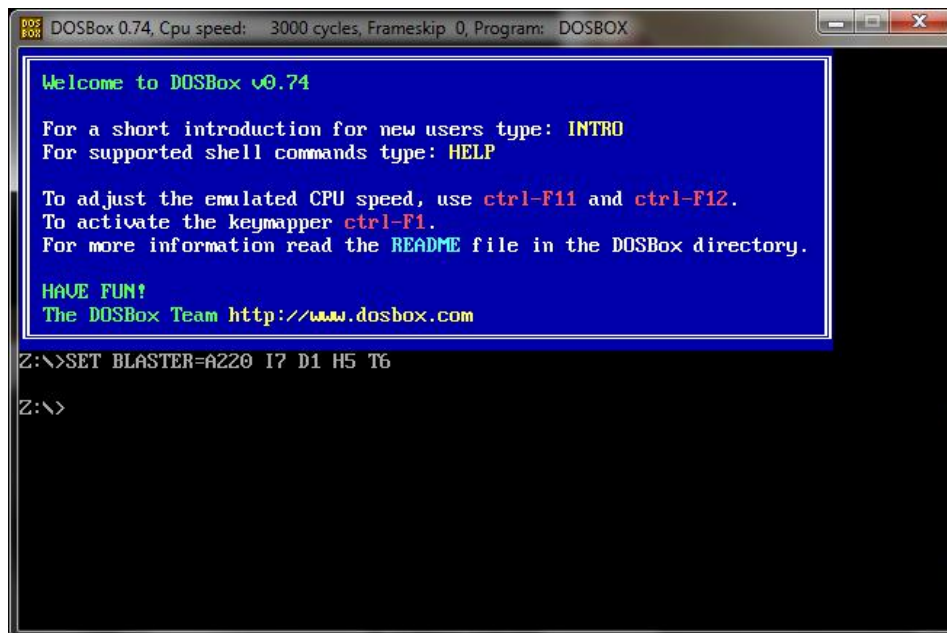 DOSBox 0.74, Cpu speed: 3000 cycles, Frameskip 0, Program: DOSBOX
Welcome to DOSBox v0.74
For a short introduction for new users type: INTRO
For supported shell commands type: HELP
To adjust the emulated CPU speed, use ctrl-F11 and ctrl-F12.
To activate the keymapper ctrl-F1.
For more information read the README file in the DOSBox directory.
HAVE FUN!
The DOSBox Team http://www.dosbox.com
Z:\>SET BLASTER=A220 I7 D1 H5 T6
Z:\>